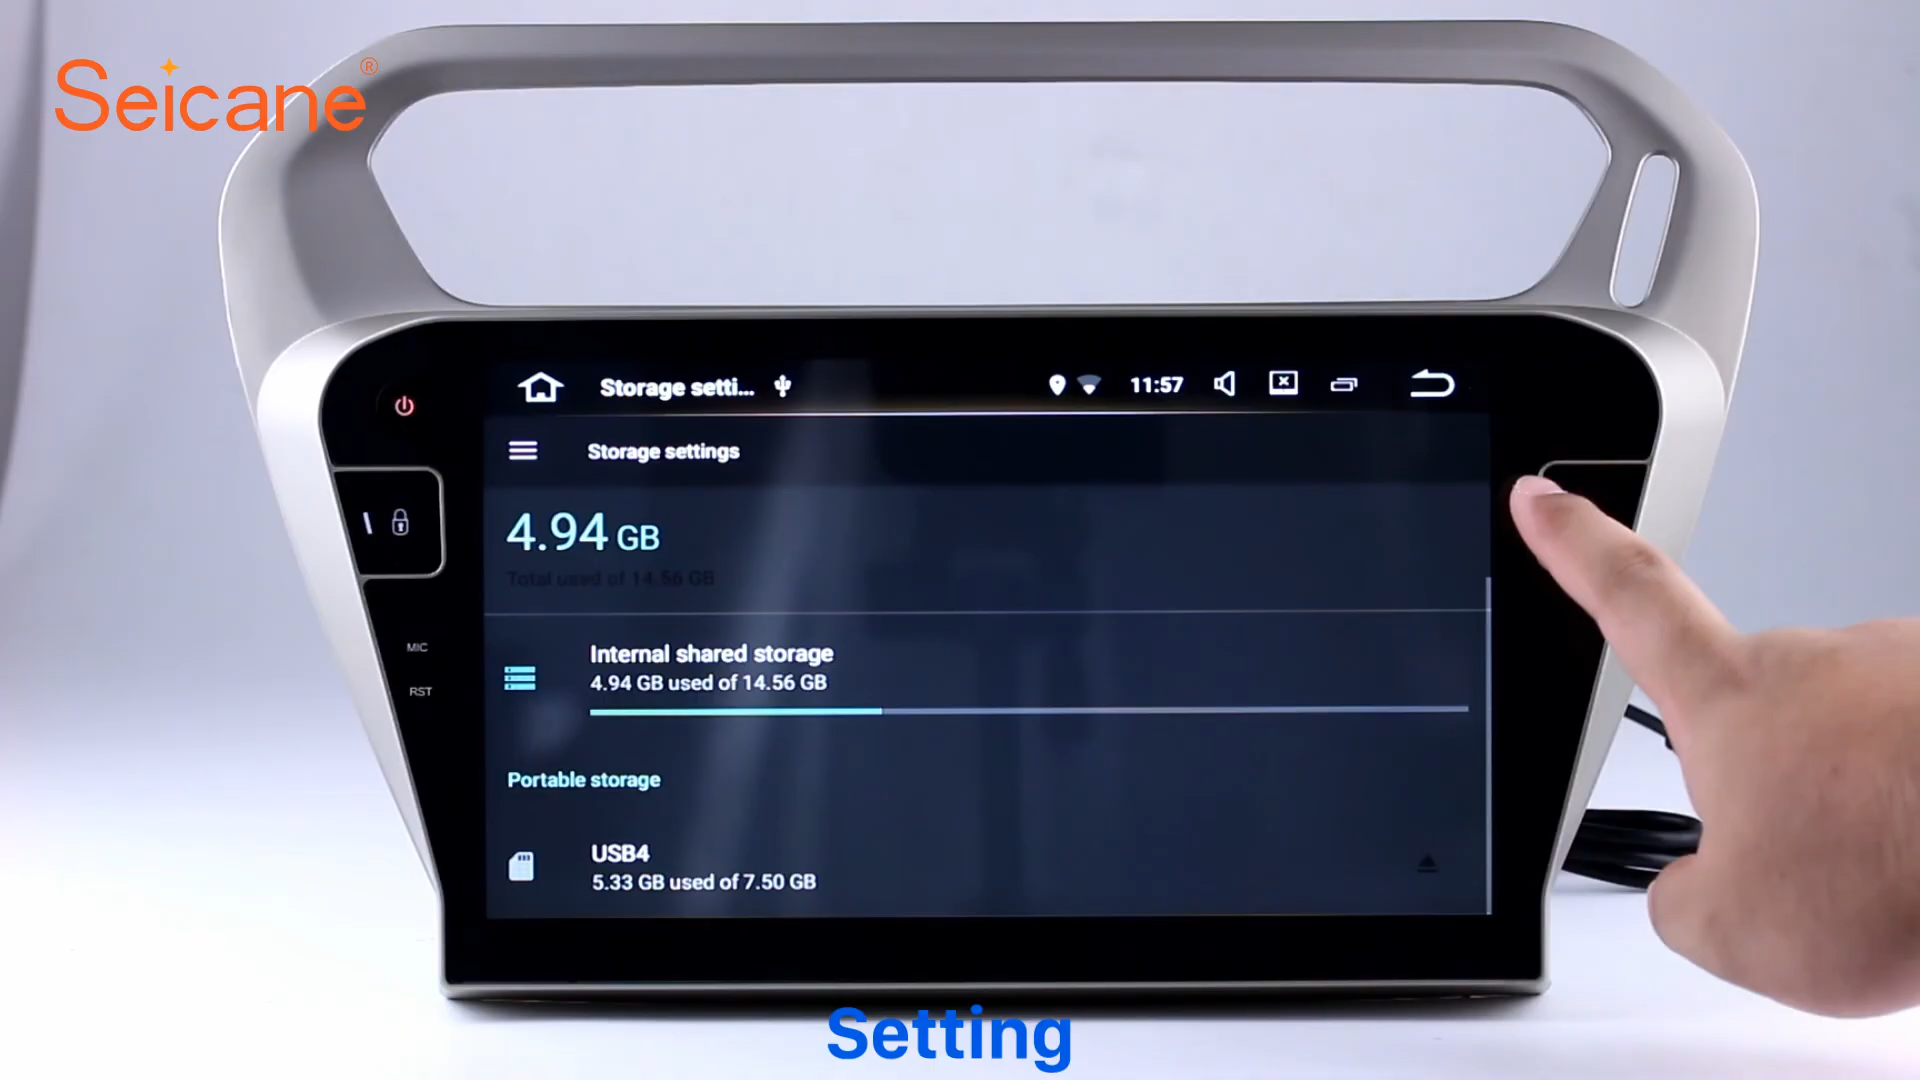 Seicane®
Storage setti...
11:57
Storage settings
4.94 GB
Total used of 14.56 GB
Internal shared storage
4.94 GB used of 14.56 GB
MIC
RST
Portable storage
USB4
5.33 GB used of 7.50 GB
Setting